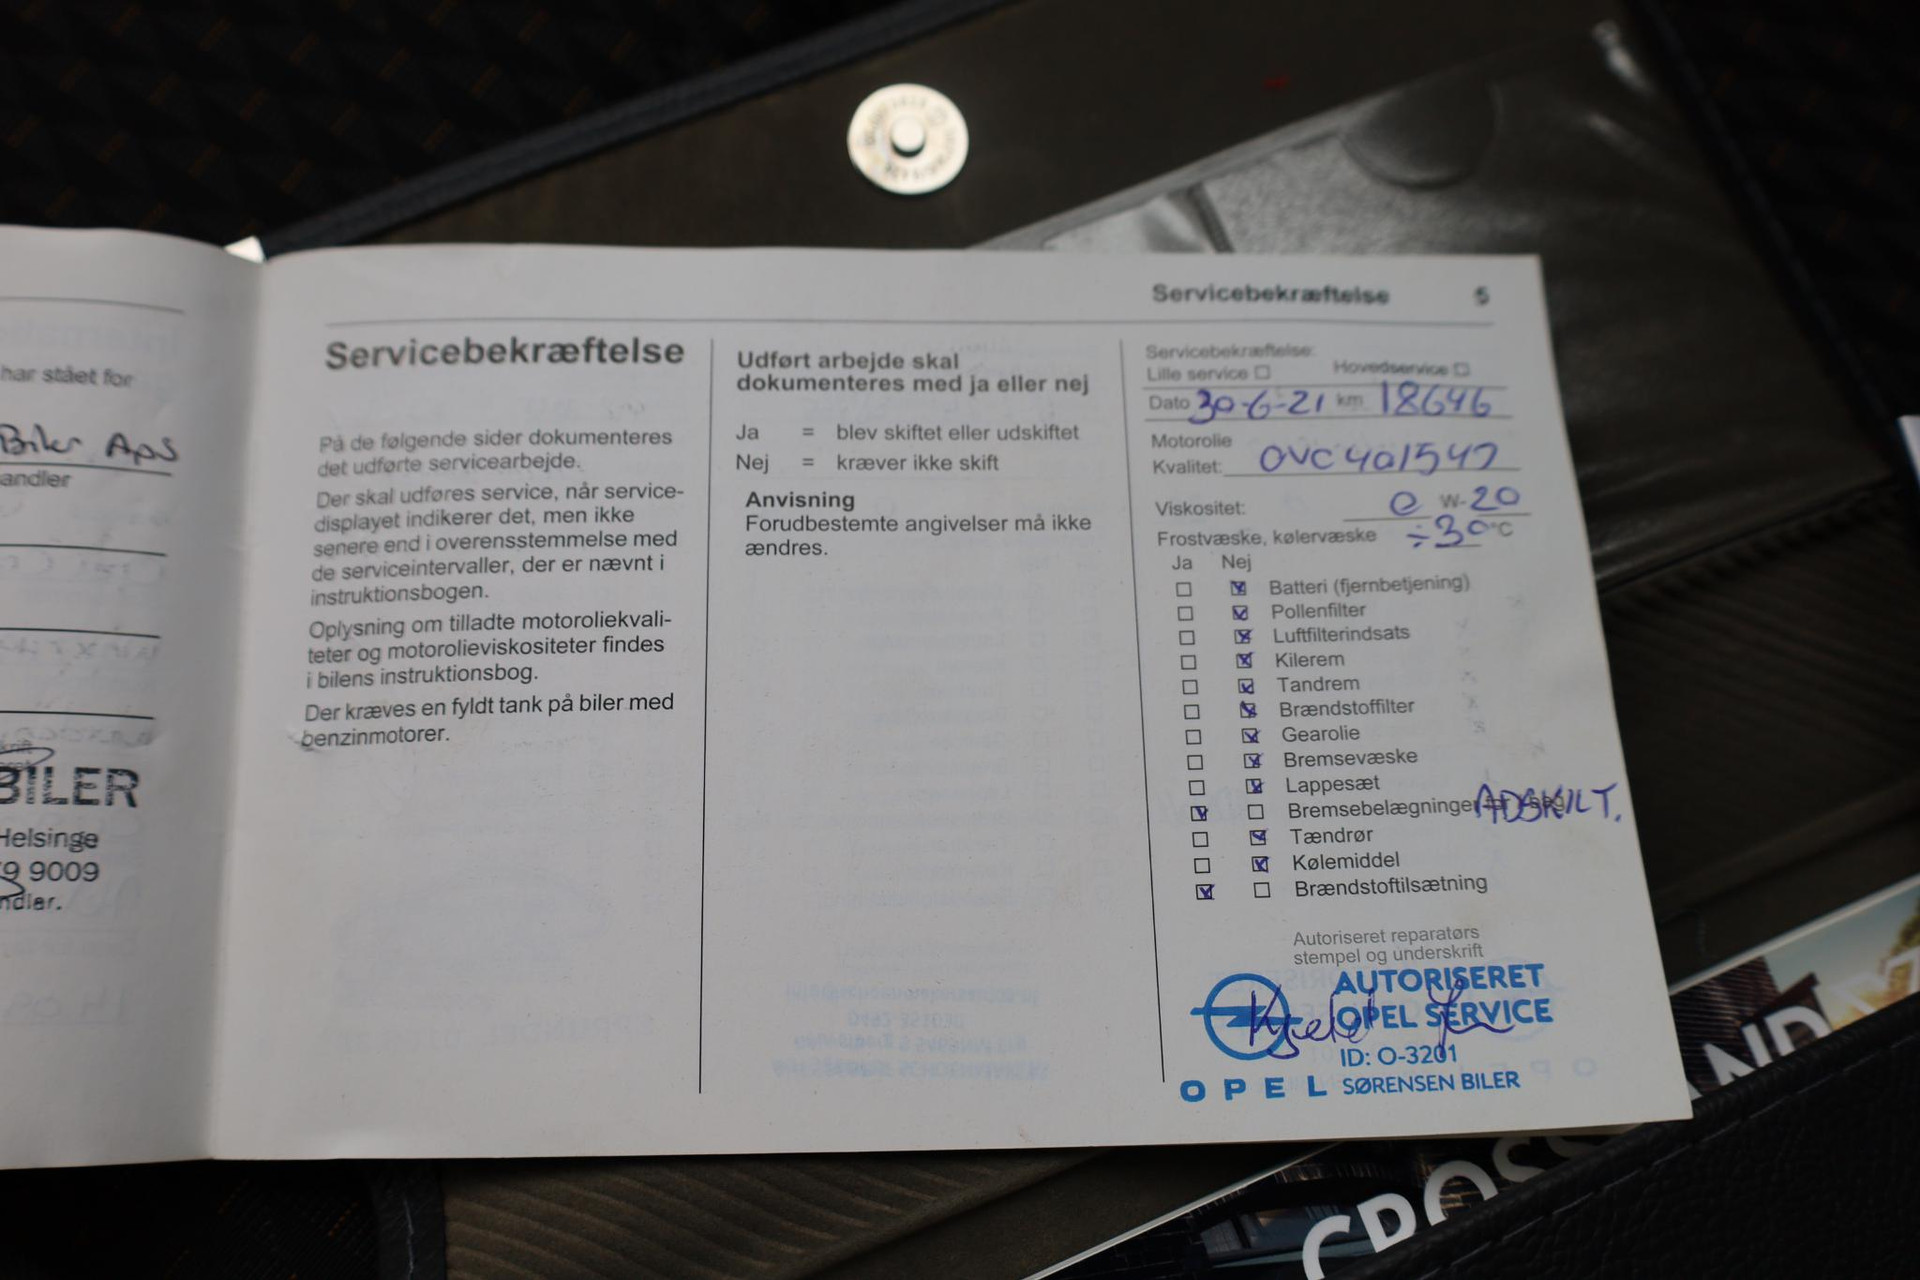 har stået for
Biler Aps
andler
BILER
Helsinge
9 9009
ndler.
Servicebekræftelse 5
Servicebekræftelse
På de følgende sider dokumenteres
det udførte servicearbejde.
Der skal udføres service, når service-
displayet indikerer det, men ikke
senere end i overensstemmelse med
de serviceintervaller, der er nævnt i
instruktionsbogen.
Oplysning om tilladte motoroliekvali-
teter og motorolieviskositeter findes
i bilens instruktionsbog.
Der kræves en fyldt tank på biler med
benzinmotorer.
Udført arbejde skal
dokumenteres med ja eller nej
Ja = blev skiftet eller udskiftet
Nej = kræver ikke skift
Anvisning
Forudbestemte angivelser må ikke
ændres.
Servicebekræftelse:
Lille service Hovedservice
Dato 30-6-21 km 18646
Motorolie
Kvalitet: OVC401547
Viskositet: 0 W-20
Frostvæske, kølervæske ÷30 °C
Ja Nej
Batteri (fjernbetjening)
Pollenfilter
Luftfilterindsats
Kilerem
Tandrem
Brændstoffilter
Gearolie
Bremsevæske
Lappesæt
Bremsebelægninger ADSKILT.
Tændrør
Kølemiddel
Brændstoftilsætning
Autoriseret reparatørs
stempel og underskrift
AUTORISERET
OPEL SERVICE
ID: O-3201
OPEL SØRENSEN BILER
CROSSLAND